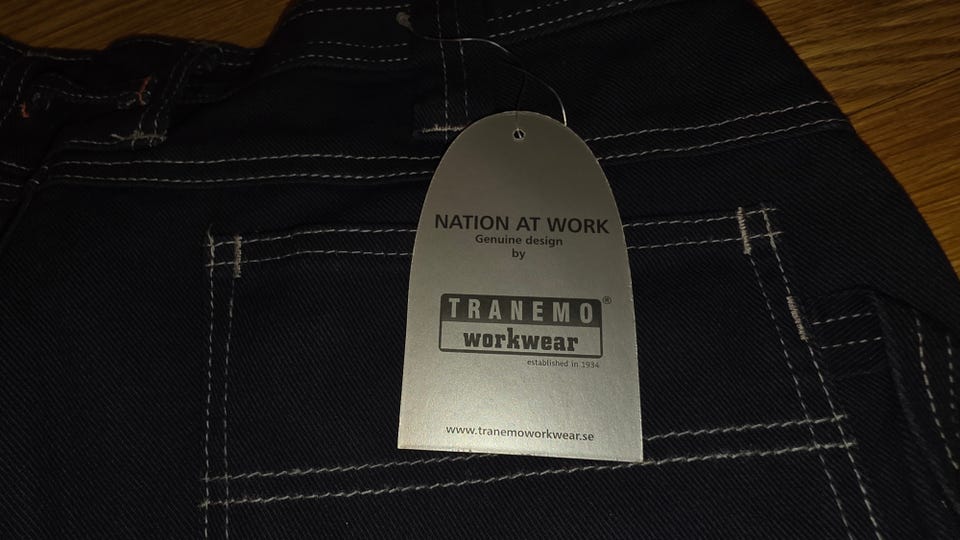 NATION AT WORK
Genuine design
by
TRANEMO®
workwear
established in 1934
www.tranemoworkwear.se